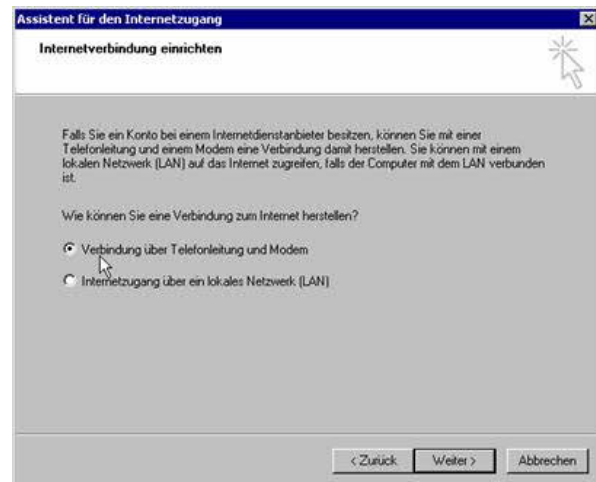 Assistent für den Internetzugang
Internetverbindung einrichten
Falls Sie ein Konto bei einem Internetdienstanbieter besitzen, können Sie mit einer
Telefonleitung und einem Modem eine Verbindung damit herstellen. Sie können mit einem
lokalen Netzwerk (LAN) auf das Internet zugreifen, falls der Computer mit dem LAN verbunden
ist.
Wie können Sie eine Verbindung zum Internet herstellen?
Verbindung über Telefonleitung und Modem
Internetzugang über ein lokales Netzwerk (LAN)
< Zurück Weiter > Abbrechen